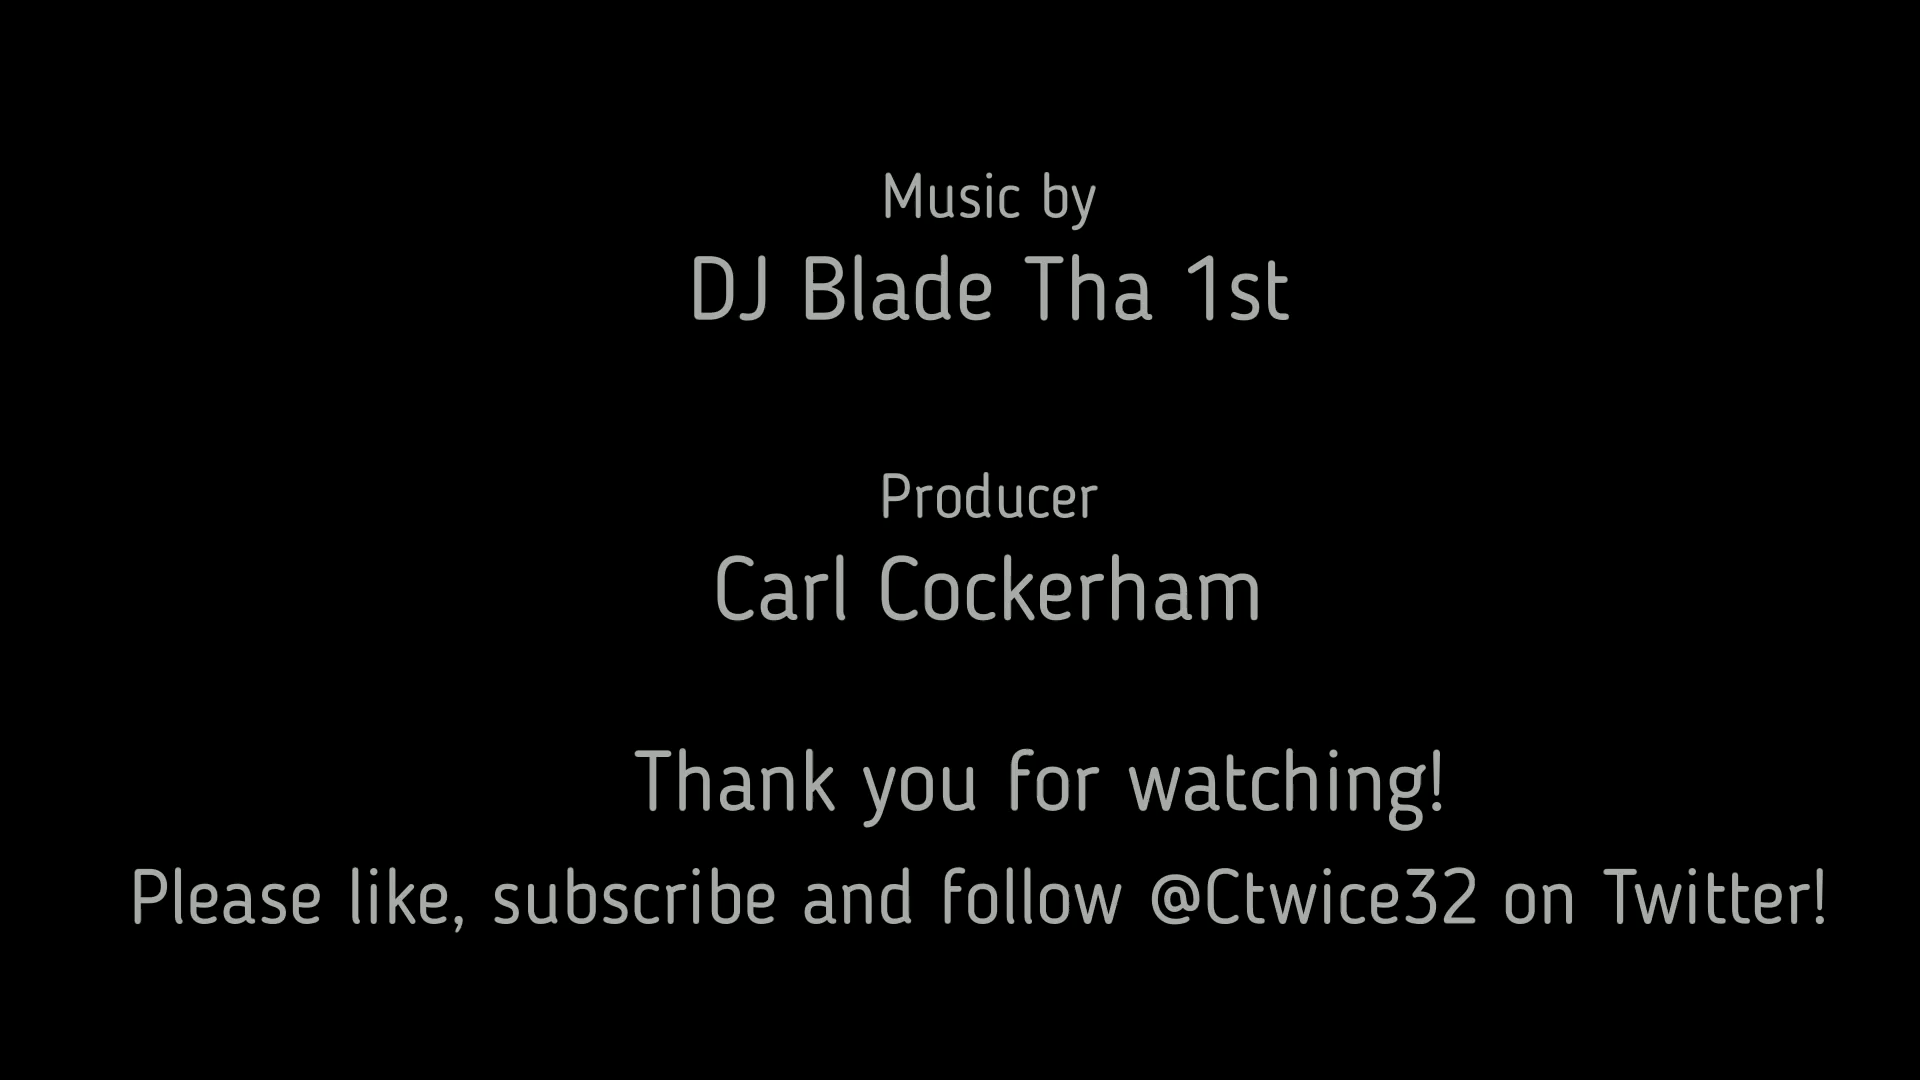 Music by
DJ Blade Tha 1st
Producer
Carl Cockerham
Thank you for watching!
Please like, subscribe and follow @Ctwice32 on Twitter!